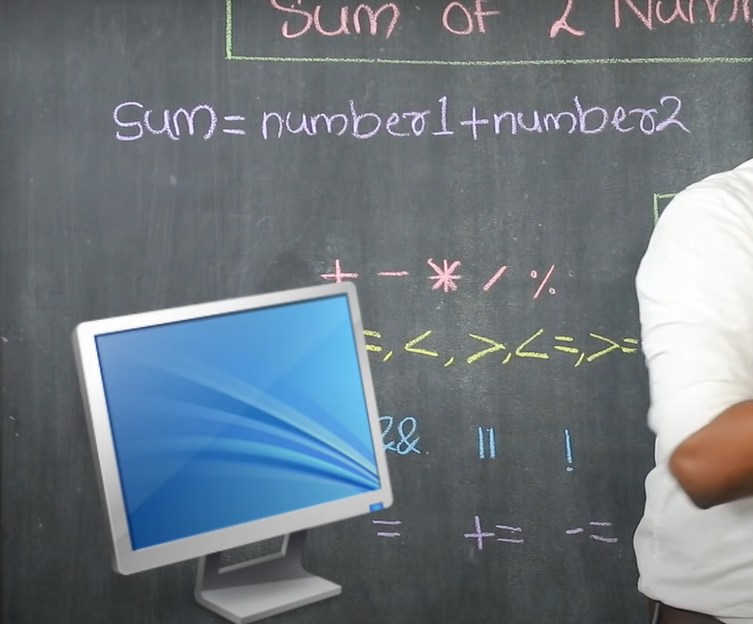 Sum of 2
Sum= number1+number2
+ - * / %
=, <, >, <=, >=
&& || !
= += -=